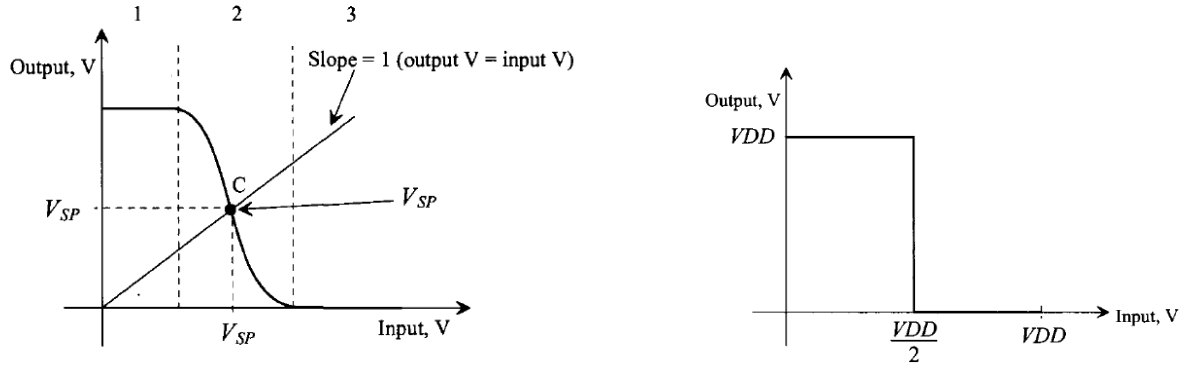 1 2 3
Output, V
Slope = 1 (output V = input V)
C
V_SP
V_SP
V_SP
Input, V
Output, V
VDD
VDD
2
VDD
Input, V